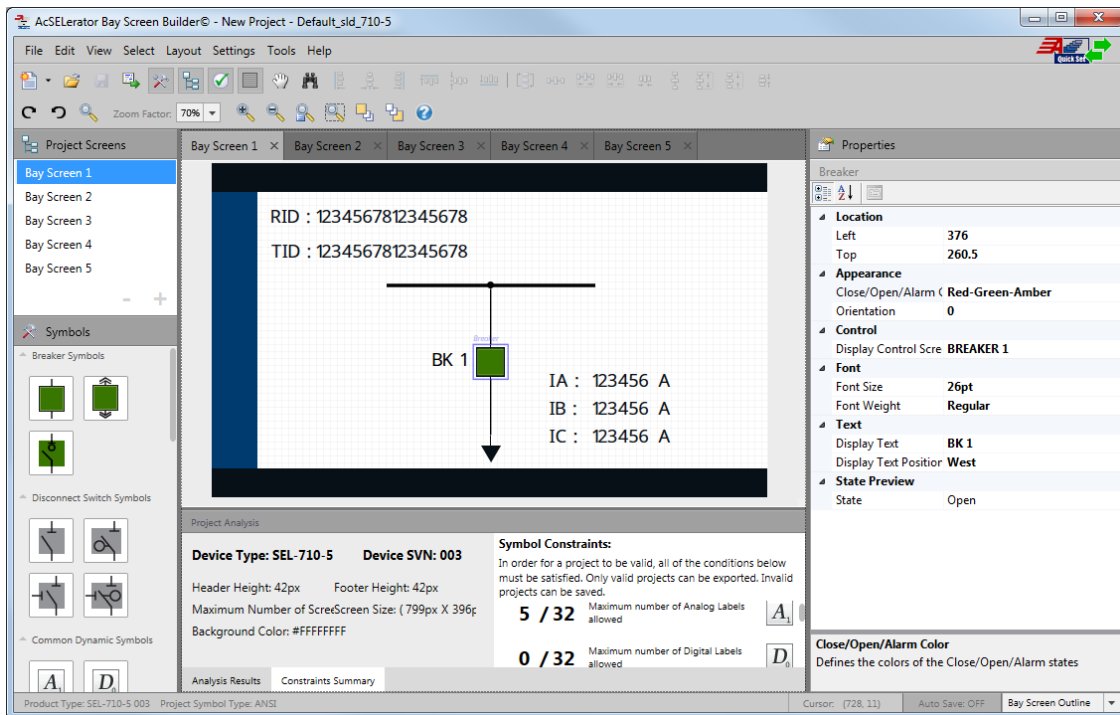 AcSELerator Bay Screen Builder© - New Project - Default_sld_710-5
File Edit View Select Layout Settings Tools Help
Quick Set
Zoom Factor: 70%
Project Screens
Bay Screen 1
Bay Screen 2
Bay Screen 3
Bay Screen 4
Bay Screen 5
Symbols
Breaker Symbols
Disconnect Switch Symbols
Common Dynamic Symbols
A1 D0
Bay Screen 1 Bay Screen 2 Bay Screen 3 Bay Screen 4 Bay Screen 5
RID : 1234567812345678
TID : 1234567812345678
Breaker
BK 1
IA : 123456 A
IB : 123456 A
IC : 123456 A
Project Analysis
Device Type: SEL-710-5 Device SVN: 003
Header Height: 42px Footer Height: 42px
Maximum Number of Scree Screen Size: ( 799px X 396p
Background Color: #FFFFFFFF
Symbol Constraints:
In order for a project to be valid, all of the conditions below
must be satisfied. Only valid projects can be exported. Invalid
projects can be saved.
5 / 32 Maximum number of Analog Labels
allowed A1
0 / 32 Maximum number of Digital Labels
allowed D0
Analysis Results Constraints Summary
Properties
Breaker
Location
Left 376
Top 260.5
Appearance
Close/Open/Alarm C Red-Green-Amber
Orientation 0
Control
Display Control Scre BREAKER 1
Font
Font Size 26pt
Font Weight Regular
Text
Display Text BK 1
Display Text Position West
State Preview
State Open
Close/Open/Alarm Color
Defines the colors of the Close/Open/Alarm states
Product Type: SEL-710-5 003 Project Symbol Type: ANSI Cursor: (728, 11) Auto Save: OFF Bay Screen Outline